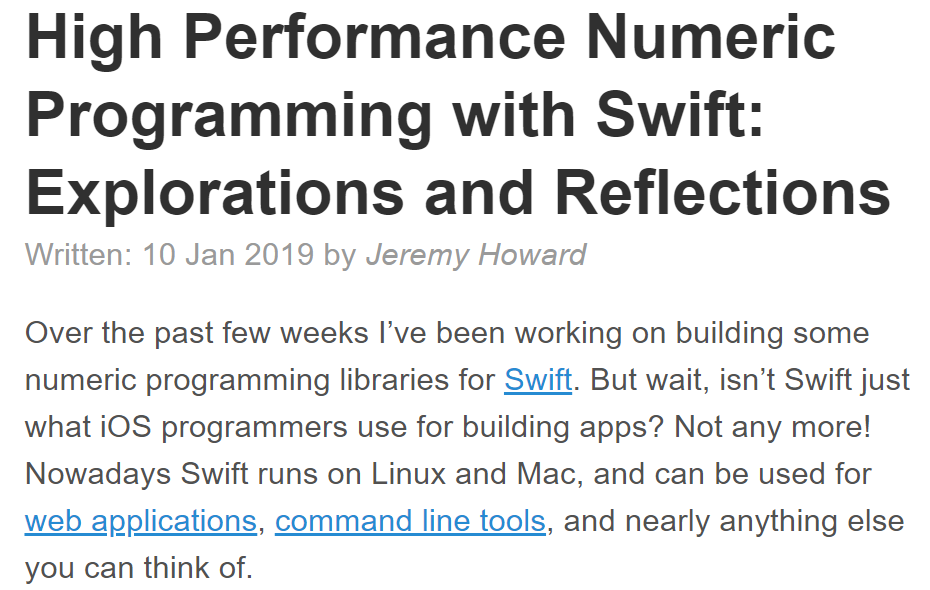 High Performance Numeric
Programming with Swift:
Explorations and Reflections
Written: 10 Jan 2019 by Jeremy Howard
Over the past few weeks I’ve been working on building some
numeric programming libraries for Swift. But wait, isn’t Swift just
what iOS programmers use for building apps? Not any more!
Nowadays Swift runs on Linux and Mac, and can be used for
web applications, command line tools, and nearly anything else
you can think of.